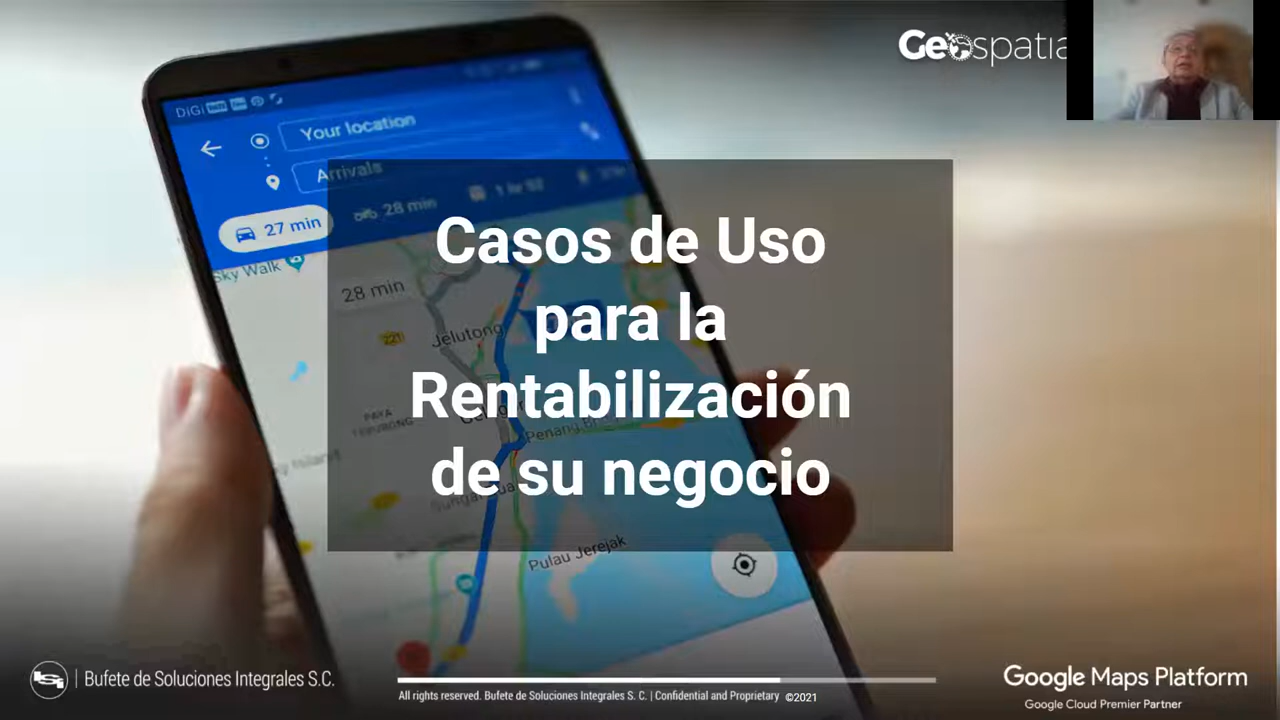 Geospatia
DiGi
Your location
Arrivals
27 min
28 min
Sky Walk
28 min
Jelutong
Casos de Uso
para la
Rentabilización
de su negocio
Pulau Jerejak
Bufete de Soluciones Integrales S.C.
All rights reserved. Bufete de Soluciones Integrales S. C. | Confidential and Proprietary ©2021
Google Maps Platform
Google Cloud Premier Partner